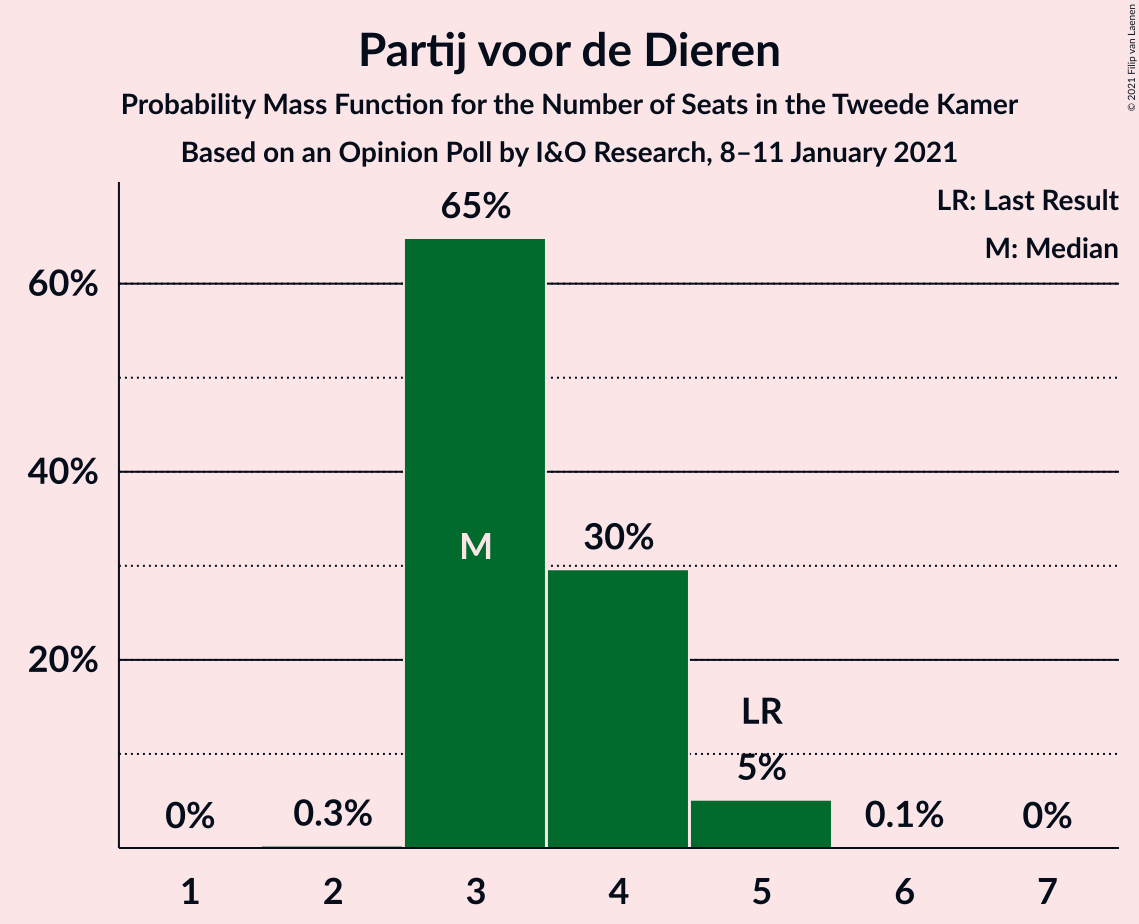 Partij voor de Dieren
Probability Mass Function for the Number of Seats in the Tweede Kamer
Based on an Opinion Poll by I&O Research, 8–11 January 2021
© 2021 Filip van Laenen
LR: Last Result
M: Median
65%
60%
40%
M
30%
20%
LR
5%
0%
0.3%
0.1%
0%
1 2 3 4 5 6 7